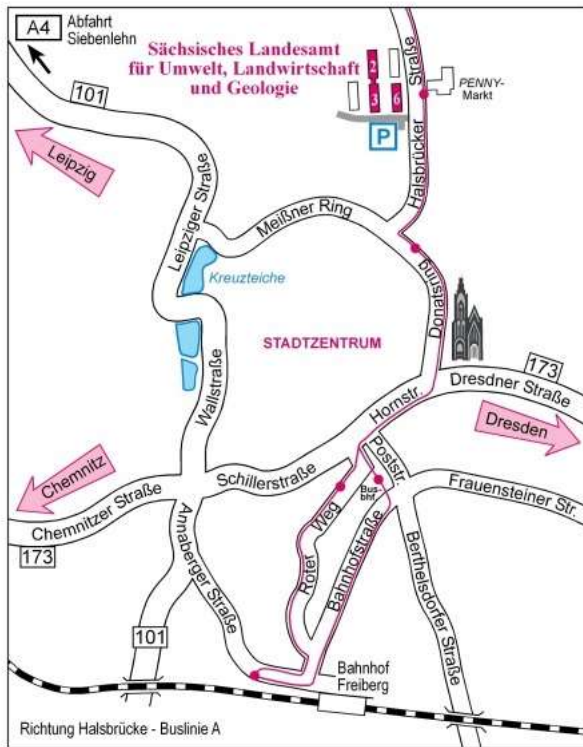 A4
Abfahrt
Siebenlehn
Sächsisches Landesamt
für Umwelt, Landwirtschaft
und Geologie
101
2
3
6
P
PENNY-
Markt
Halsbrücker Straße
Leipzig
Leipziger Straße
Meißner Ring
Kreuzteiche
Donatsring
STADTZENTRUM
Wallstraße
173
Dresdner Straße
Hornstr.
Dresden
Chemnitz
Schillerstraße
Poststr.
Bus-
bhf.
Frauensteiner Str.
Chemnitzer Straße
173
Annaberger Straße
Roter Weg
Bahnhofstraße
Berthelsdorfer Straße
101
Bahnhof
Freiberg
Richtung Halsbrücke - Buslinie A